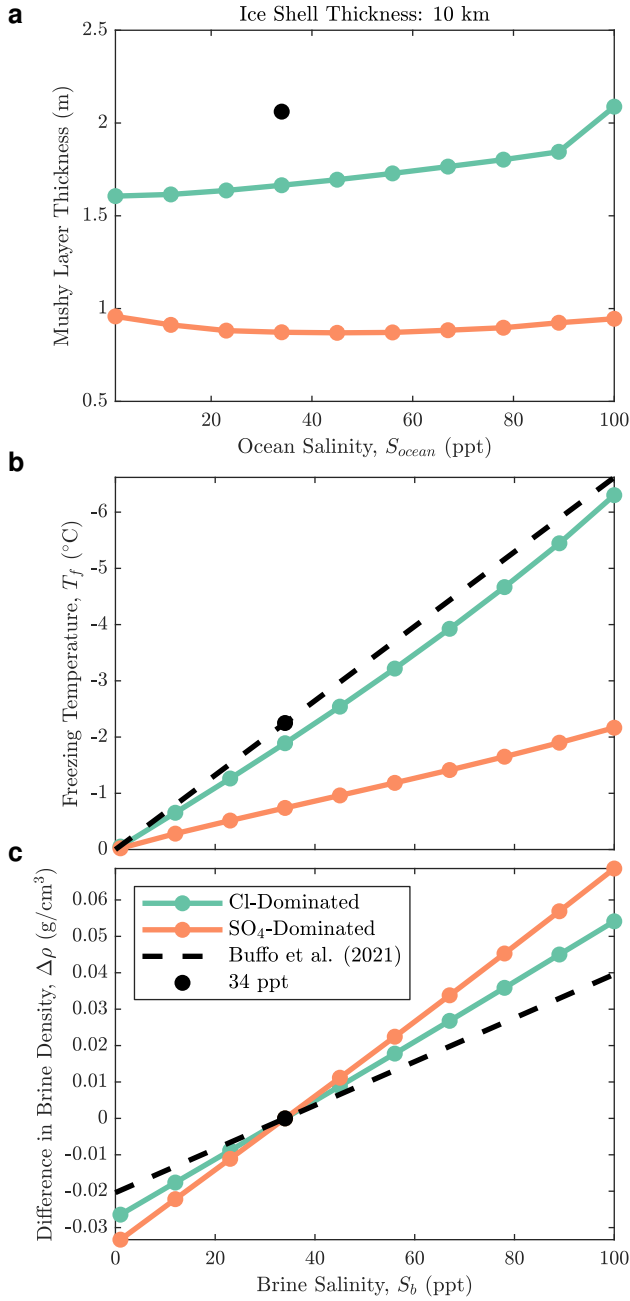 a
Ice Shell Thickness: 10 km
2.5
2
1.5
1
0.5
Mushy Layer Thickness (m)
20 40 60 80 100
Ocean Salinity, S_ocean (ppt)
b
-6
-5
-4
-3
-2
-1
0
Freezing Temperature, T_f (°C)
c
0.06
0.05
0.04
0.03
0.02
0.01
0
-0.01
-0.02
-0.03
Difference in Brine Density, Δρ (g/cm³)
Cl-Dominated
SO₄-Dominated
Buffo et al. (2021)
34 ppt
0 20 40 60 80 100
Brine Salinity, S_b (ppt)